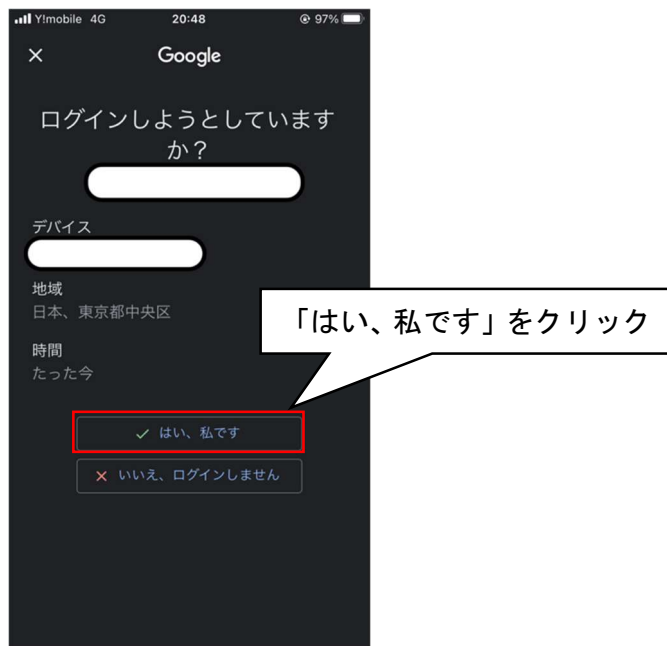 Y!mobile 4G 20:48 97%
× Google
ログインしようとしています
か？
デバイス
地域
日本、東京都中央区
時間
たった今
「はい、私です」をクリック
✓ はい、私です
× いいえ、ログインしません